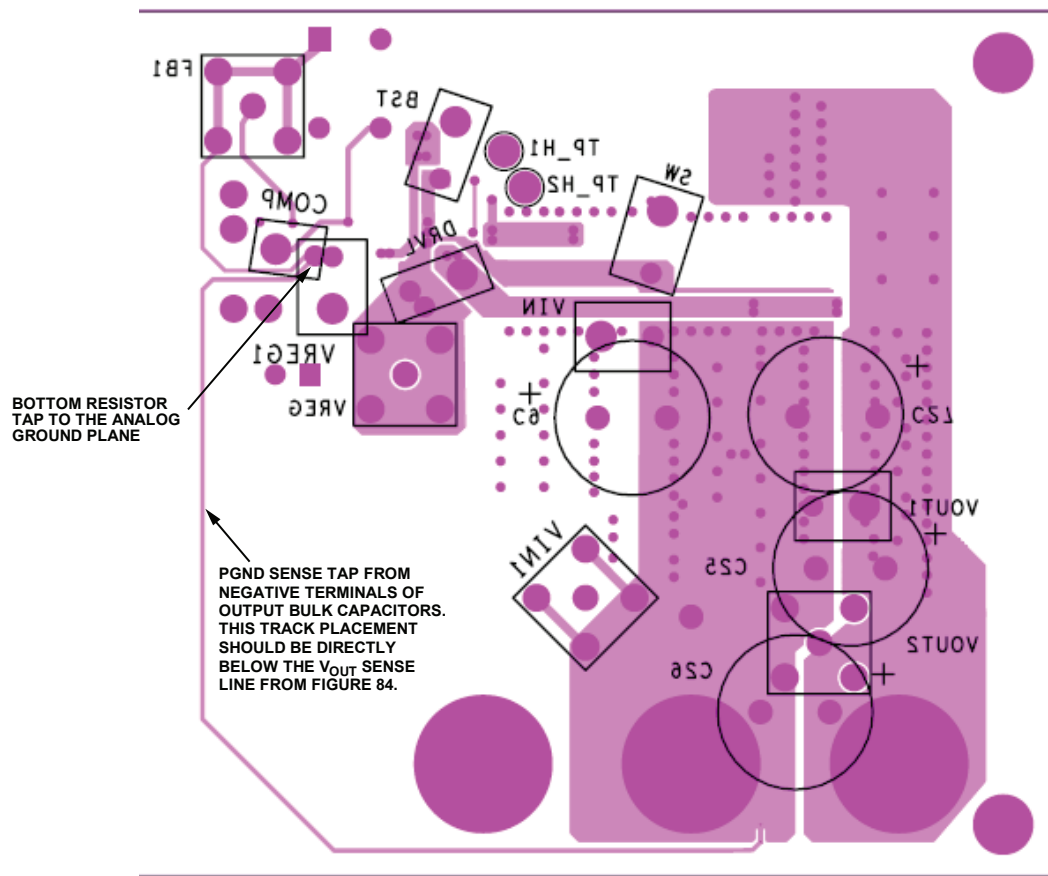 FB1
BST
TP_H1
TP_H2
SW
COMP
DRVL
VIN
VREG1
VREG
C6
C27
BOTTOM RESISTOR
TAP TO THE ANALOG
GROUND PLANE
VOUT1
VIN1
C25
PGND SENSE TAP FROM
NEGATIVE TERMINALS OF
OUTPUT BULK CAPACITORS.
THIS TRACK PLACEMENT
SHOULD BE DIRECTLY
BELOW THE VOUT SENSE
LINE FROM FIGURE 84.
VOUT2
C26